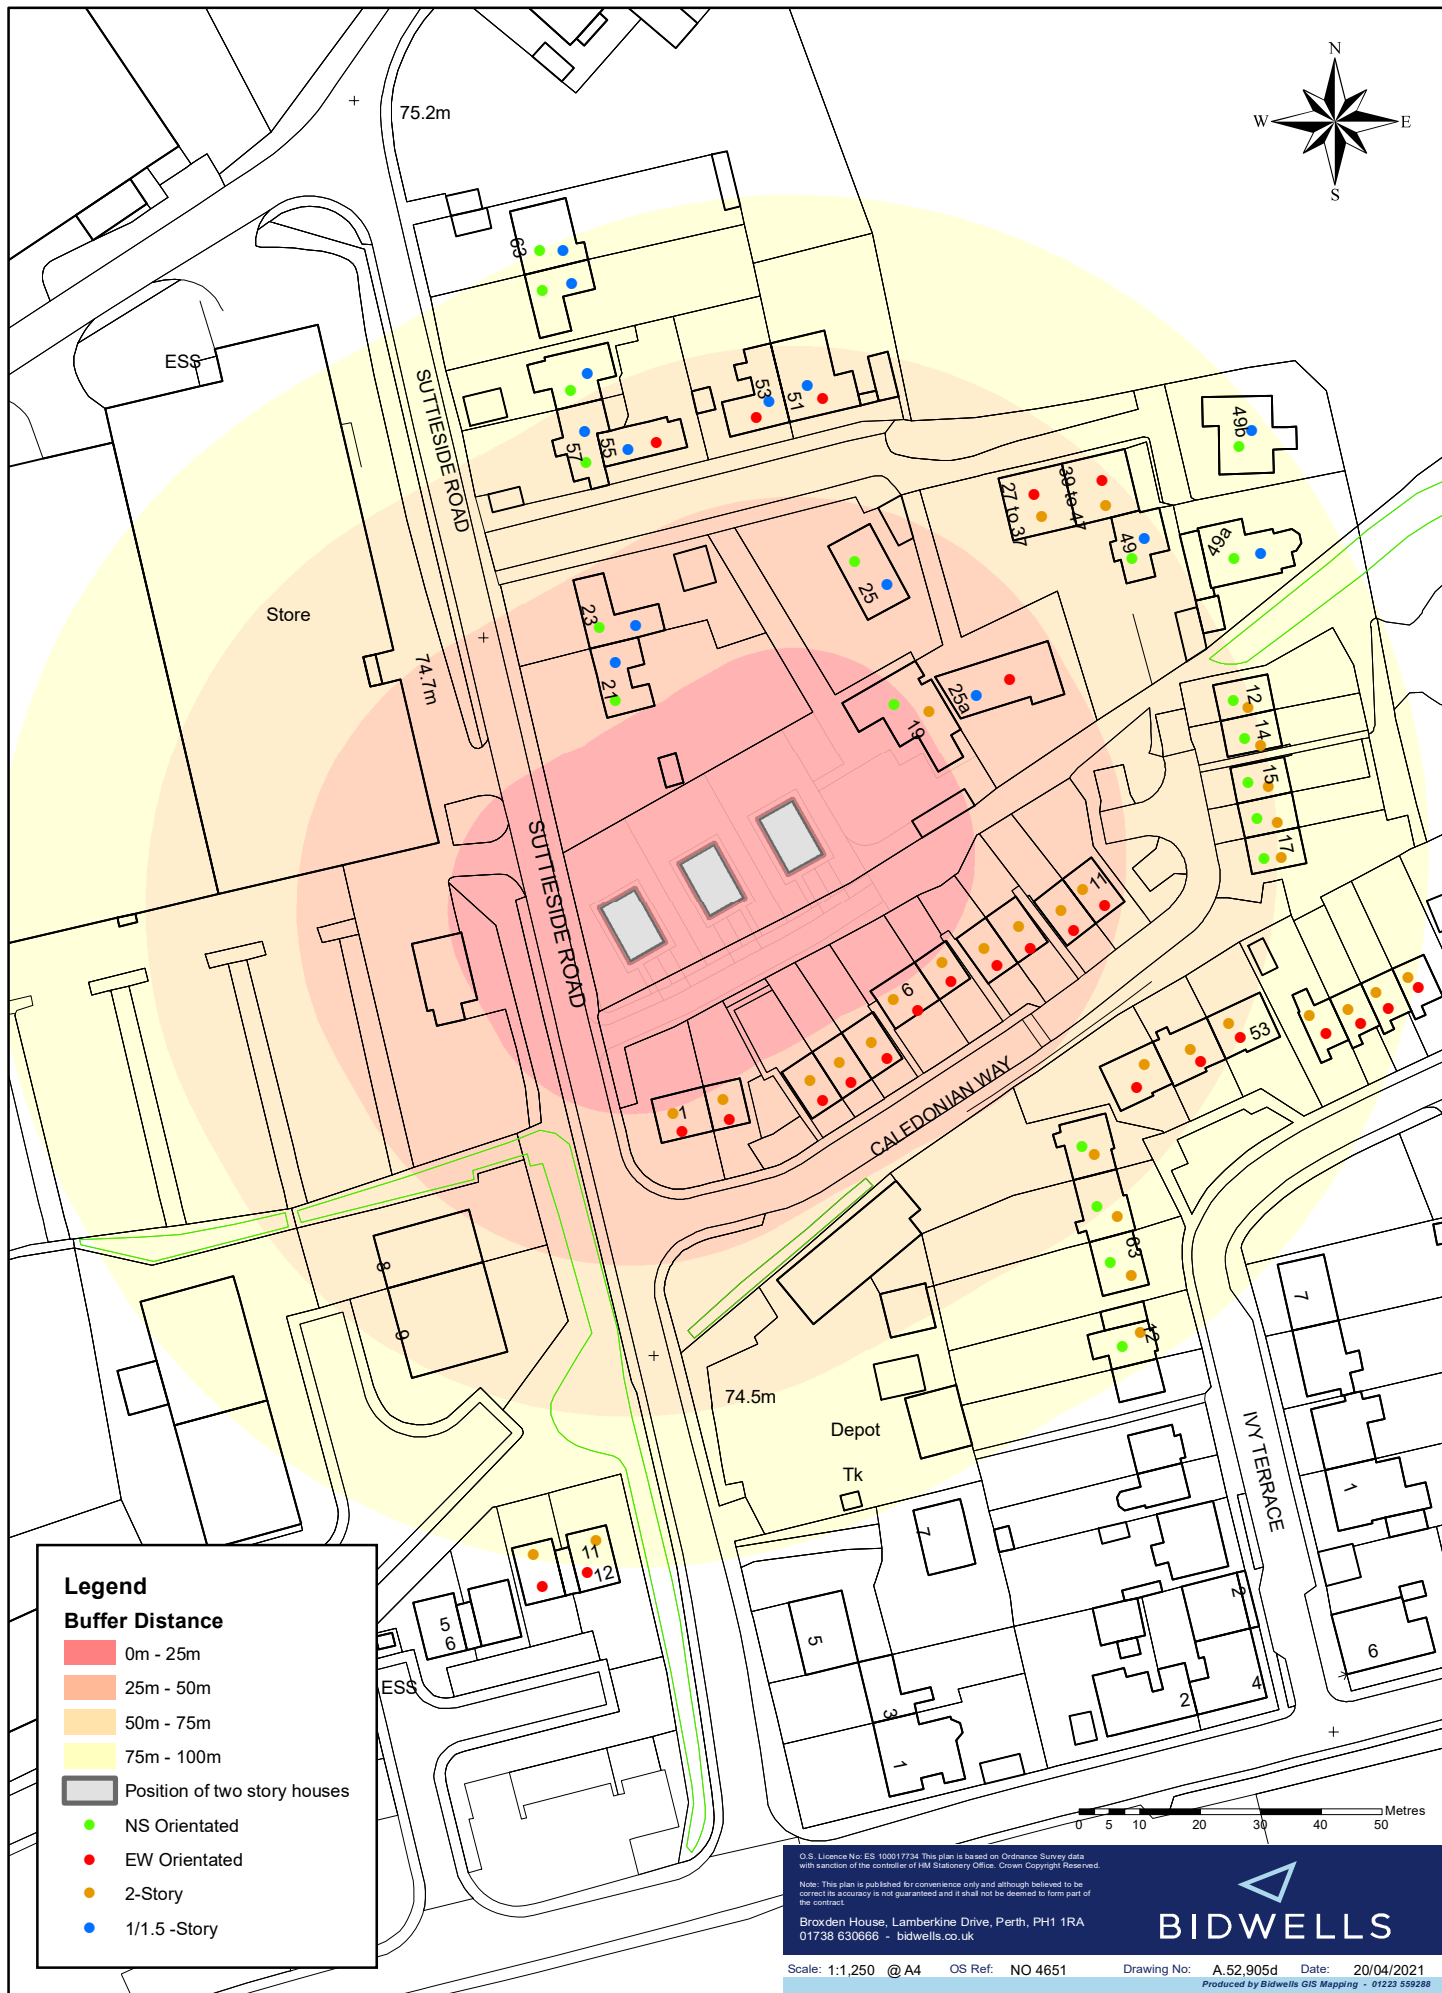 N
W
E
S
75.2m
63
ESS
SUTTIESIDE ROAD
53
51
49b
57
55
27 to 37
39 to 47
49
49a
25
Store
23
74.7m
21
25a
19
12
14
15
17
SUTTIESIDE ROAD
11
6
53
1
CALEDONIAN WAY
63
8
9
12
7
74.5m
Depot
Tk
IVY TERRACE
1
7
11
12
5
6
ESS
5
3
1
2
2
4
6
Legend
Buffer Distance
0m - 25m
25m - 50m
50m - 75m
75m - 100m
Position of two story houses
NS Orientated
EW Orientated
2-Story
1/1.5 -Story
Metres
0 5 10 20 30 40 50
O.S. Licence No: ES 100017734 This plan is based on Ordnance Survey data
with sanction of the controller of HM Stationery Office. Crown Copyright Reserved.
Note: This plan is published for convenience only and although believed to be
correct its accuracy is not guaranteed and it shall not be deemed to form part of
the contract.
Broxden House, Lamberkine Drive, Perth, PH1 1RA
01738 630666 - bidwells.co.uk
BIDWELLS
Scale: 1:1,250 @ A4 OS Ref: NO 4651 Drawing No: A.52,905d Date: 20/04/2021
Produced by Bidwells GIS Mapping - 01223 559288